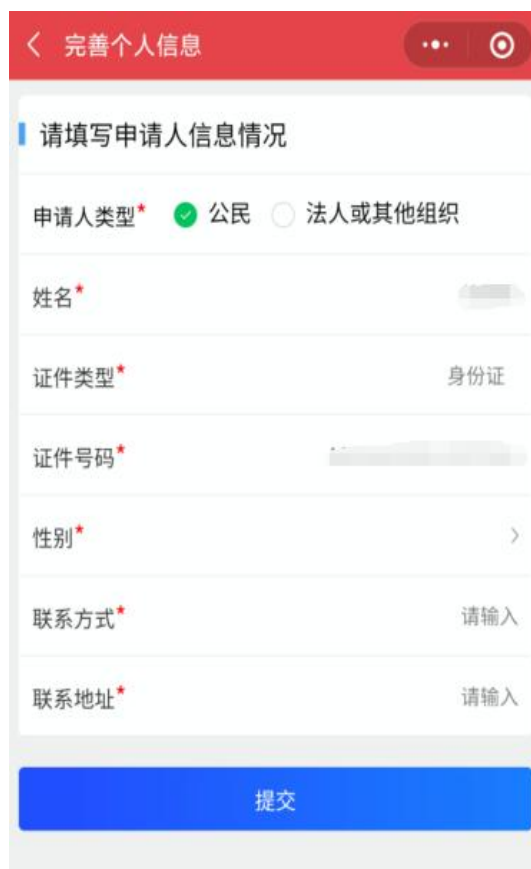 完善个人信息
请填写申请人信息情况
申请人类型* 公民 法人或其他组织
姓名*
证件类型* 身份证
证件号码*
性别*
联系方式* 请输入
联系地址* 请输入
提交